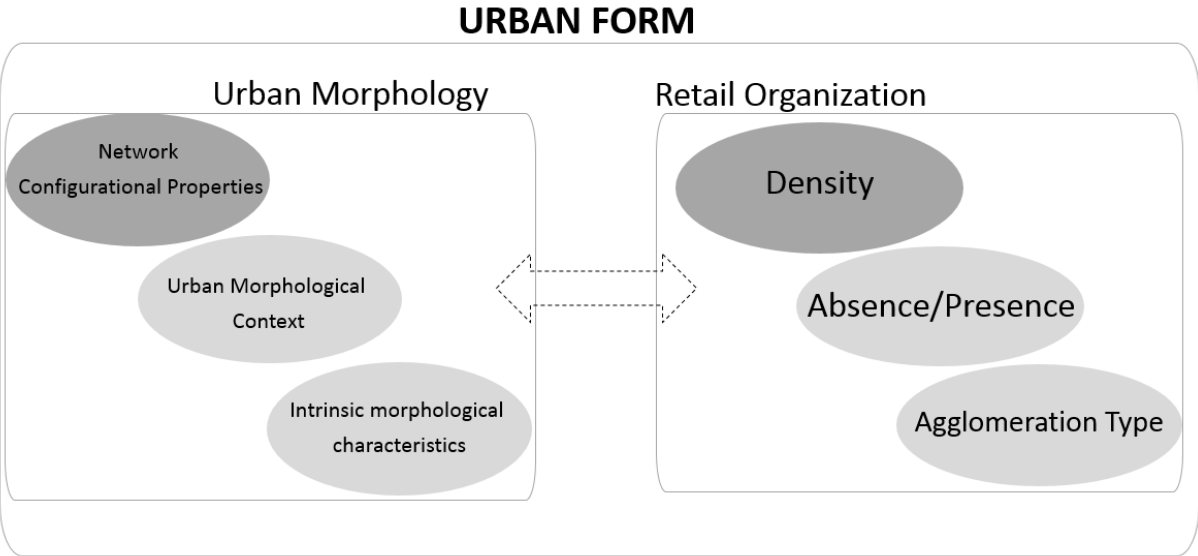 URBAN FORM
Urban Morphology
Network
Configurational Properties
Urban Morphological
Context
Intrinsic morphological
characteristics
Retail Organization
Density
Absence/Presence
Agglomeration Type